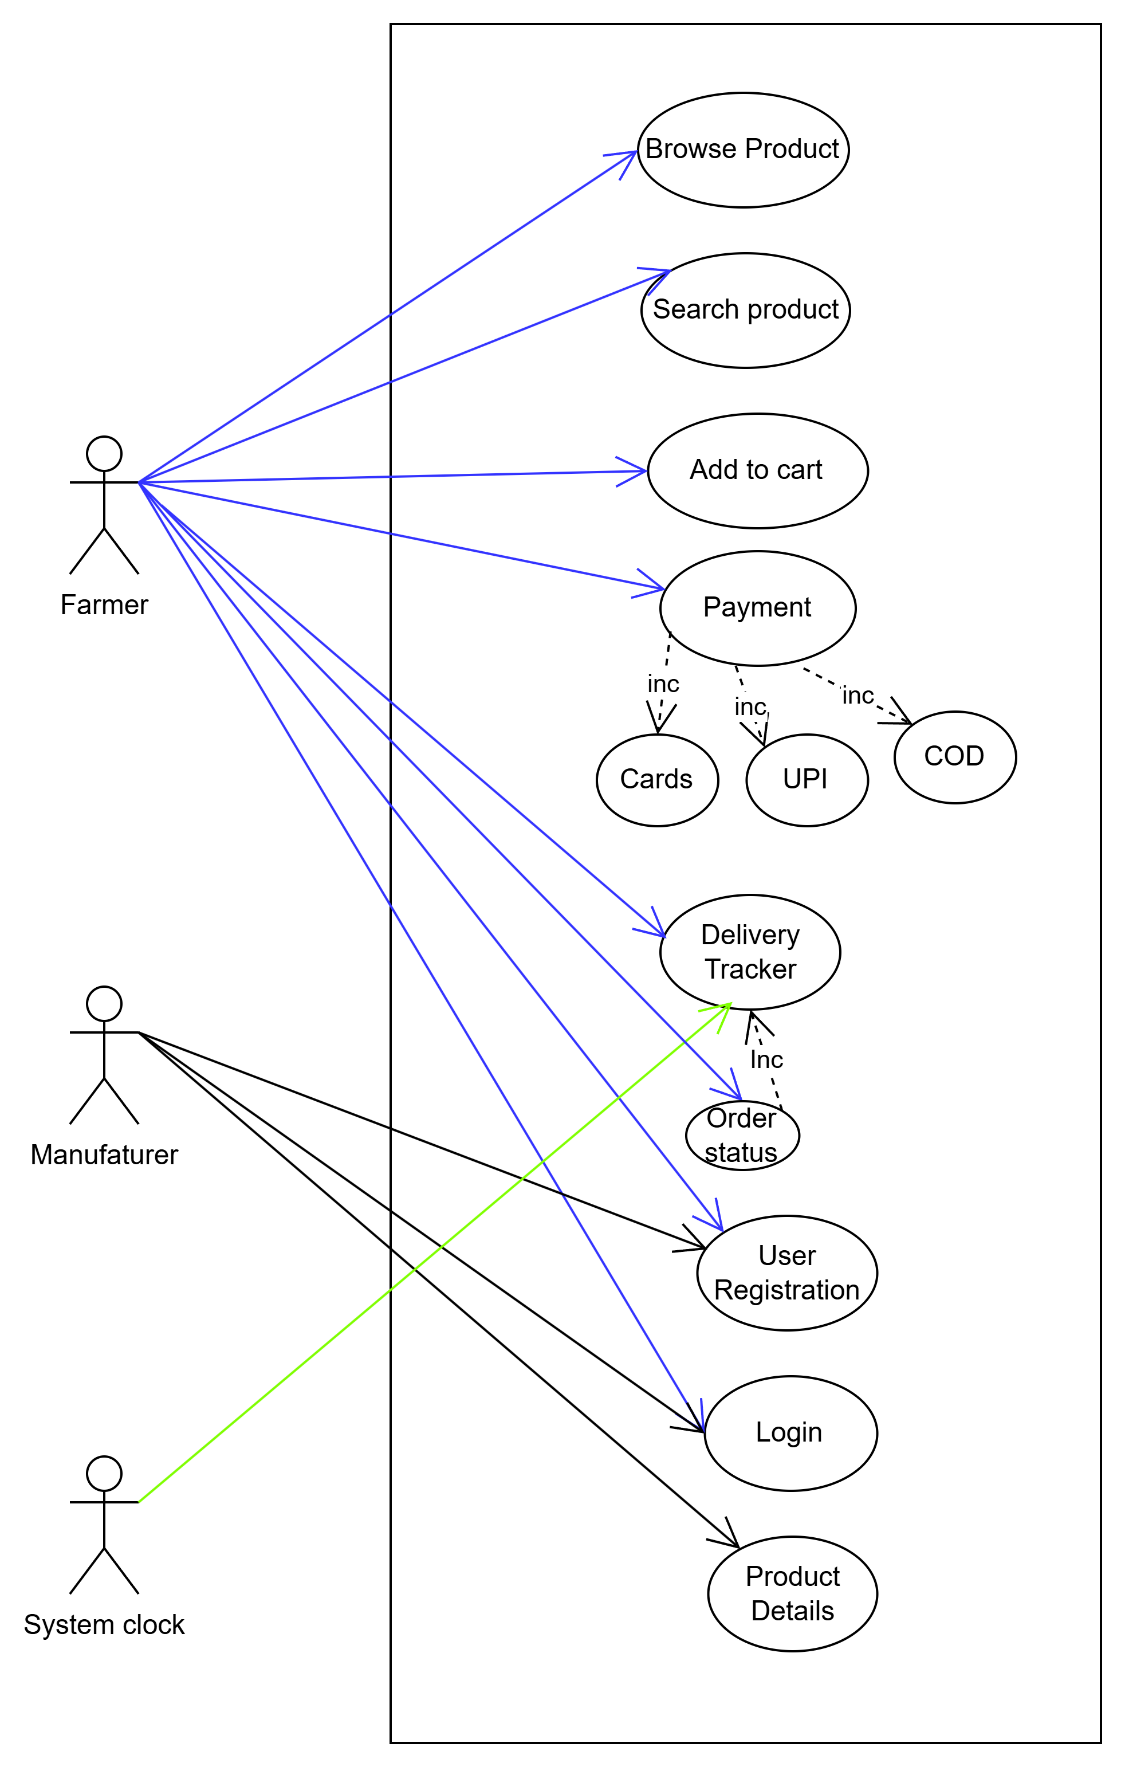 Browse Product
Search product
Add to cart
Farmer
Payment
inc
inc
inc
Cards
UPI
COD
Delivery
Tracker
Inc
Manufaturer
Order
status
User
Registration
Login
System clock
Product
Details